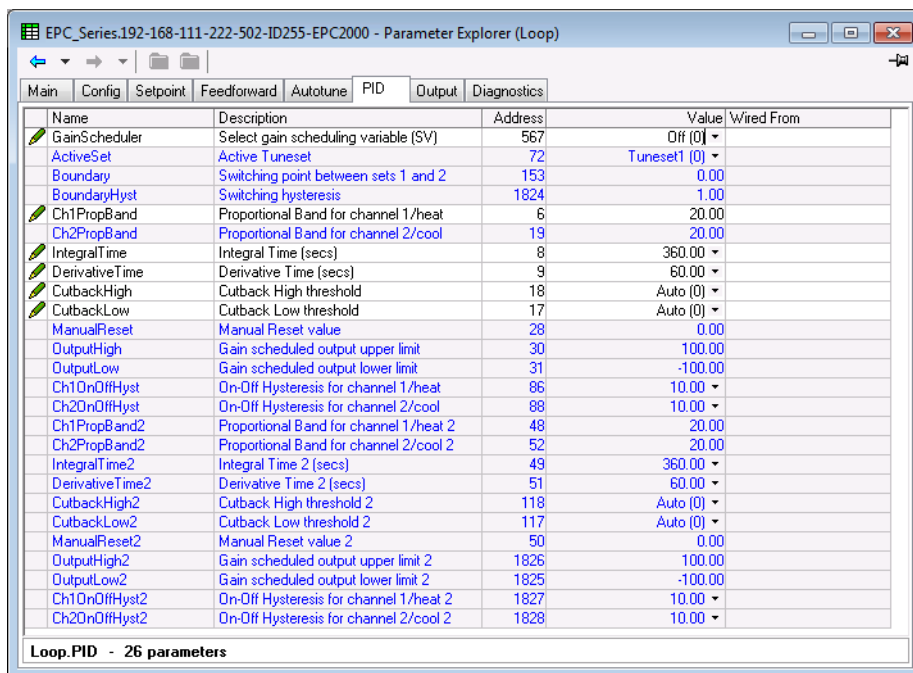 EPC_Series.192-168-111-222-502-ID255-EPC2000 - Parameter Explorer (Loop)
Main Config Setpoint Feedforward Autotune PID Output Diagnostics
Name Description Address Value Wired From
GainScheduler Select gain scheduling variable (SV) 567 Off (0)
ActiveSet Active Tuneset 72 Tuneset1 (0)
Boundary Switching point between sets 1 and 2 153 0.00
BoundaryHyst Switching hysteresis 1824 1.00
Ch1PropBand Proportional Band for channel 1/heat 6 20.00
Ch2PropBand Proportional Band for channel 2/cool 19 20.00
IntegralTime Integral Time (secs) 8 360.00
DerivativeTime Derivative Time (secs) 9 60.00
CutbackHigh Cutback High threshold 18 Auto (0)
CutbackLow Cutback Low threshold 17 Auto (0)
ManualReset Manual Reset value 28 0.00
OutputHigh Gain scheduled output upper limit 30 100.00
OutputLow Gain scheduled output lower limit 31 -100.00
Ch1OnOffHyst On-Off Hysteresis for channel 1/heat 86 10.00
Ch2OnOffHyst On-Off Hysteresis for channel 2/cool 88 10.00
Ch1PropBand2 Proportional Band for channel 1/heat 2 48 20.00
Ch2PropBand2 Proportional Band for channel 2/cool 2 52 20.00
IntegralTime2 Integral Time 2 (secs) 49 360.00
DerivativeTime2 Derivative Time 2 (secs) 51 60.00
CutbackHigh2 Cutback High threshold 2 118 Auto (0)
CutbackLow2 Cutback Low threshold 2 117 Auto (0)
ManualReset2 Manual Reset value 2 50 0.00
OutputHigh2 Gain scheduled output upper limit 2 1826 100.00
OutputLow2 Gain scheduled output lower limit 2 1825 -100.00
Ch1OnOffHyst2 On-Off Hysteresis for channel 1/heat 2 1827 10.00
Ch2OnOffHyst2 On-Off Hysteresis for channel 2/cool 2 1828 10.00
Loop.PID - 26 parameters